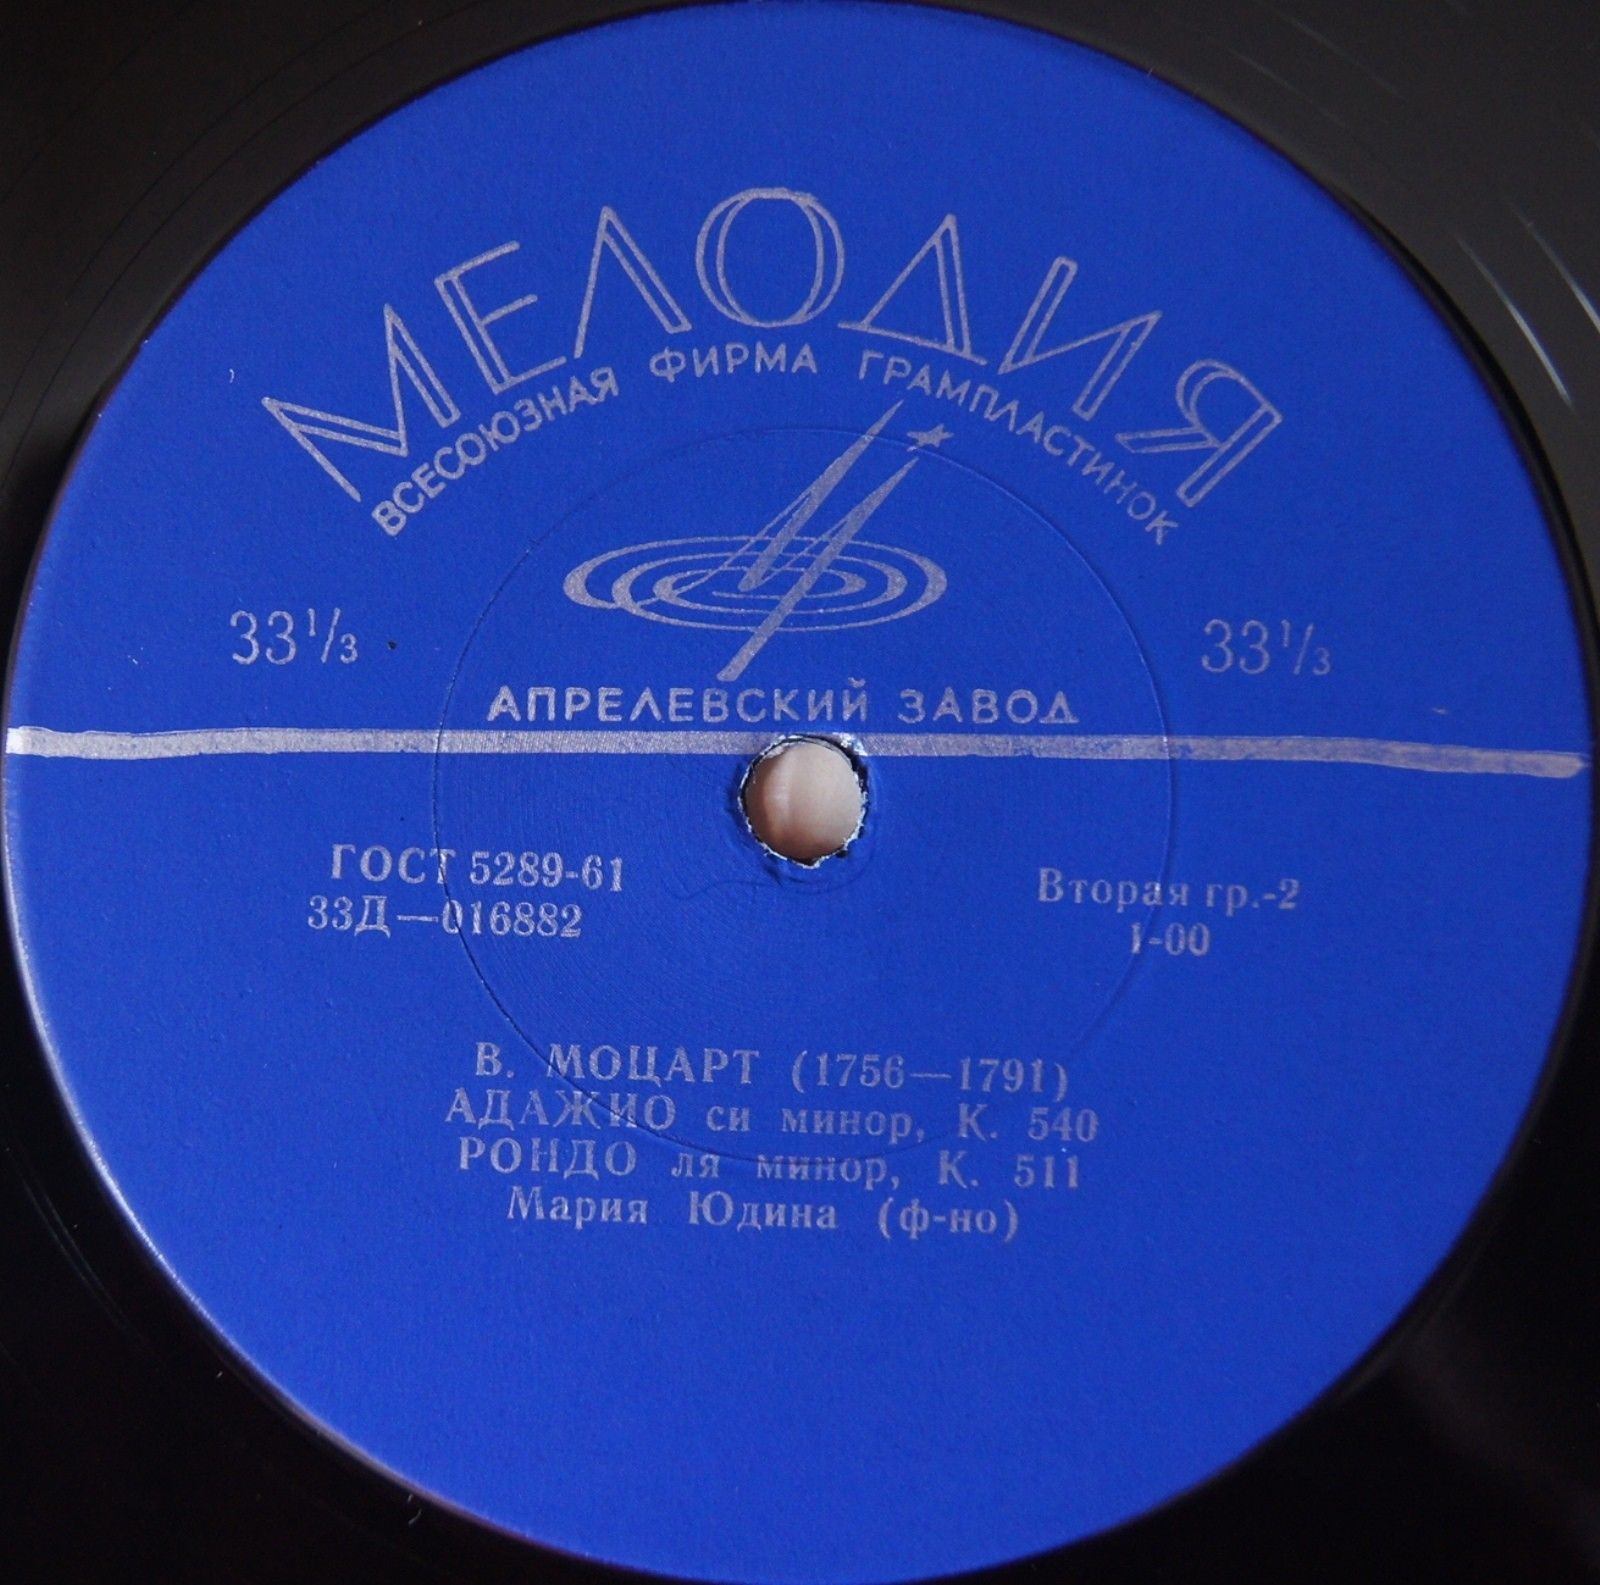 МЕЛОДИЯ
ВСЕСОЮЗНАЯ ФИРМА ГРАМПЛАСТИНОК
33⅓ 33⅓
АПРЕЛЕВСКИЙ ЗАВОД
ГОСТ 5289-61
33Д—016882
Вторая гр.-2
1-00
В. МОЦАРТ (1756—1791)
АДАЖИО си минор, К. 540
РОНДО ля минор, К. 511
Мария Юдина (ф-но)